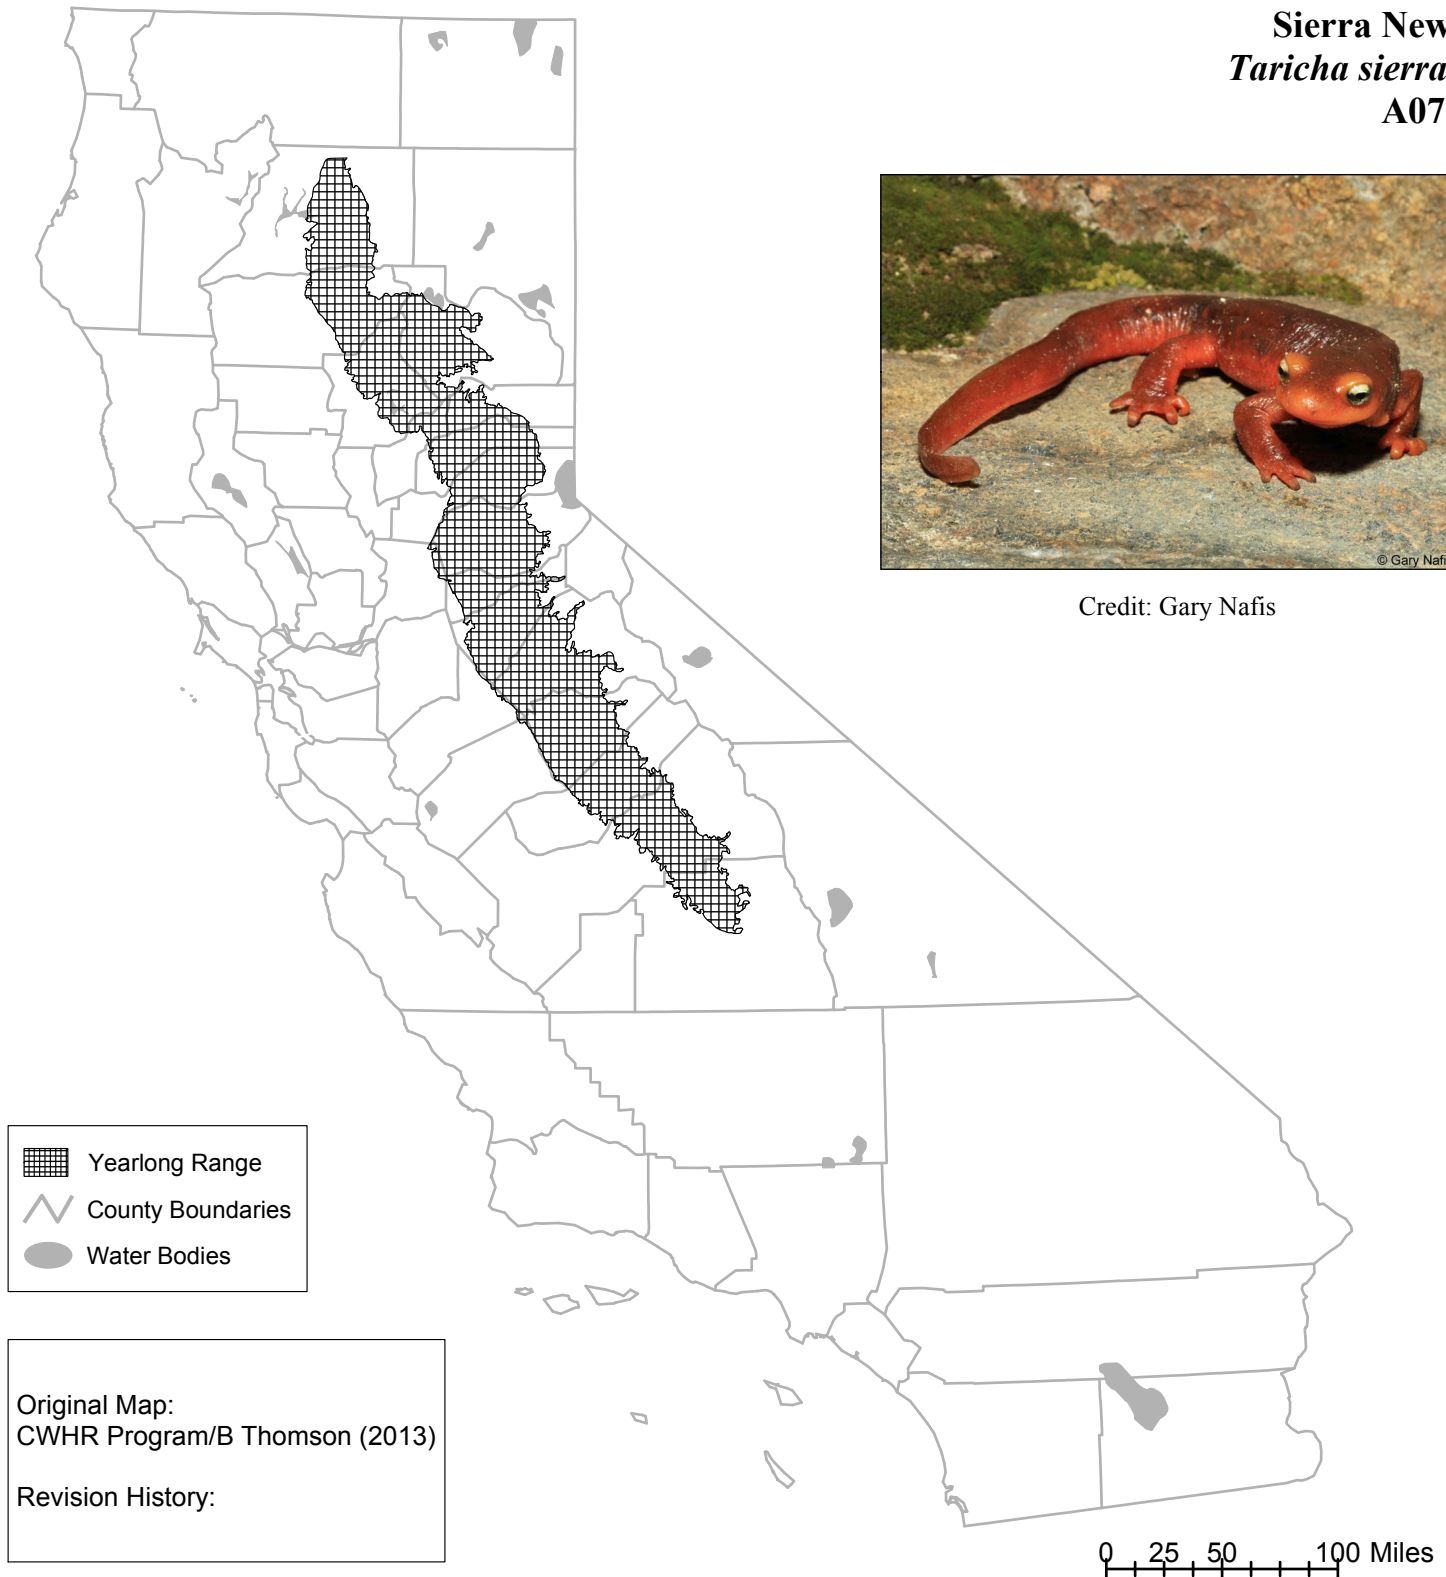 Sierra New
Taricha sierra
A07
© Gary Nafi
Credit: Gary Nafis
Yearlong Range
County Boundaries
Water Bodies
Original Map:
CWHR Program/B Thomson (2013)
Revision History:
0 25 50 100 Miles